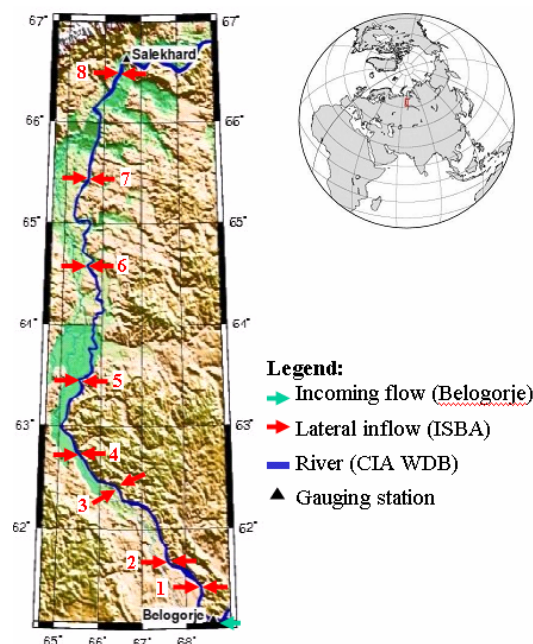 67° 67°
Salekhard
8
66° 66°
7
65° 65°
6
64° 64°
5
63° 63°
4
3
62° 62°
2
1
Belogorje
65° 66° 67° 68°
Legend:
Incoming flow (Belogorje)
Lateral inflow (ISBA)
River (CIA WDB)
Gauging station